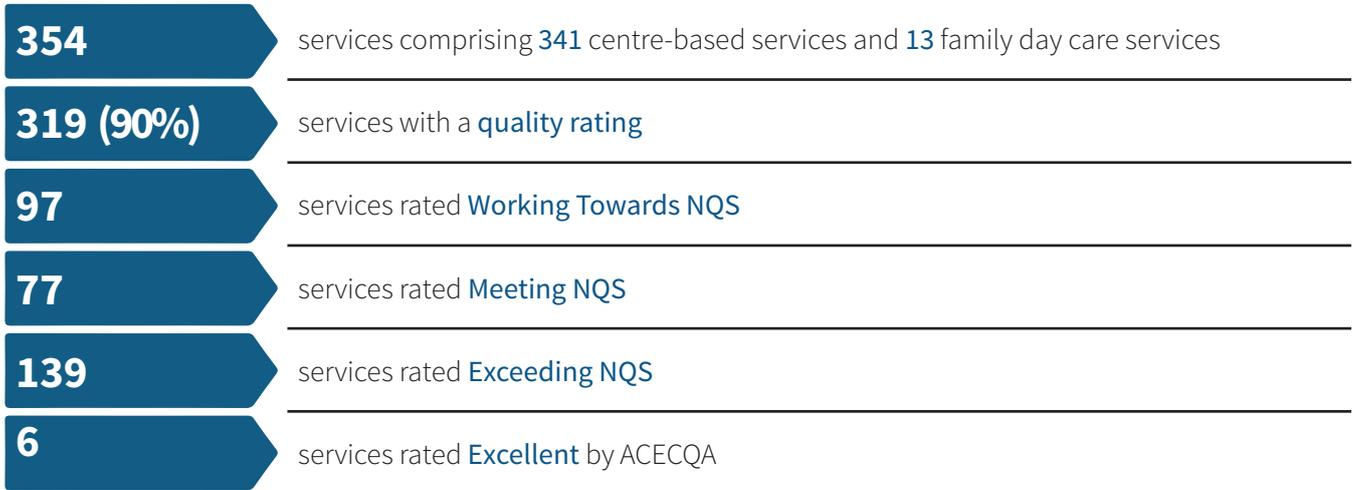 354 services comprising 341 centre-based services and 13 family day care services
319 (90%) services with a quality rating
97 services rated Working Towards NQS
77 services rated Meeting NQS
139 services rated Exceeding NQS
6 services rated Excellent by ACECQA